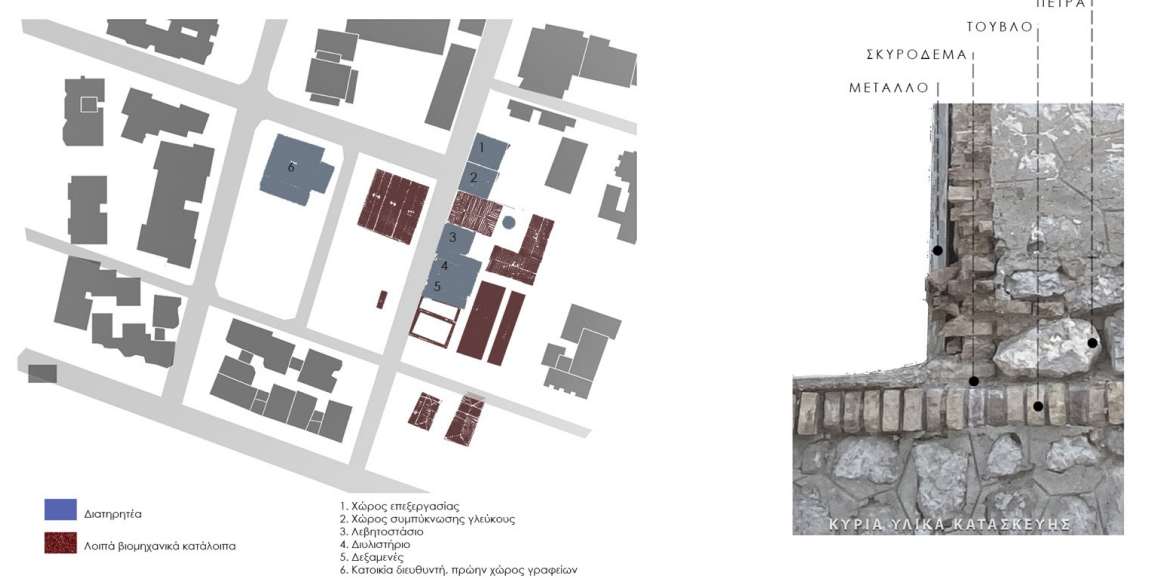 ΠΕΤΡΑ
ΤΟΥΒΛΟ
ΣΚΥΡΟΔΕΜΑ
ΜΕΤΑΛΛΟ
1
2
3
4
5
6
ΚΥΡΙΑ ΥΛΙΚΑ ΚΑΤΑΣΚΕΥΗΣ
Διατηρητέα
Λοιπά βιομηχανικά κατάλοιπα
1. Χώρος επεξεργασίας
2. Χώρος συμπύκνωσης γλεύκους
3. Λεβητοστάσιο
4. Διυλιστήριο
5. Δεξαμενές
6. Κατοικία διευθυντή, πρώην χώρος γραφείων